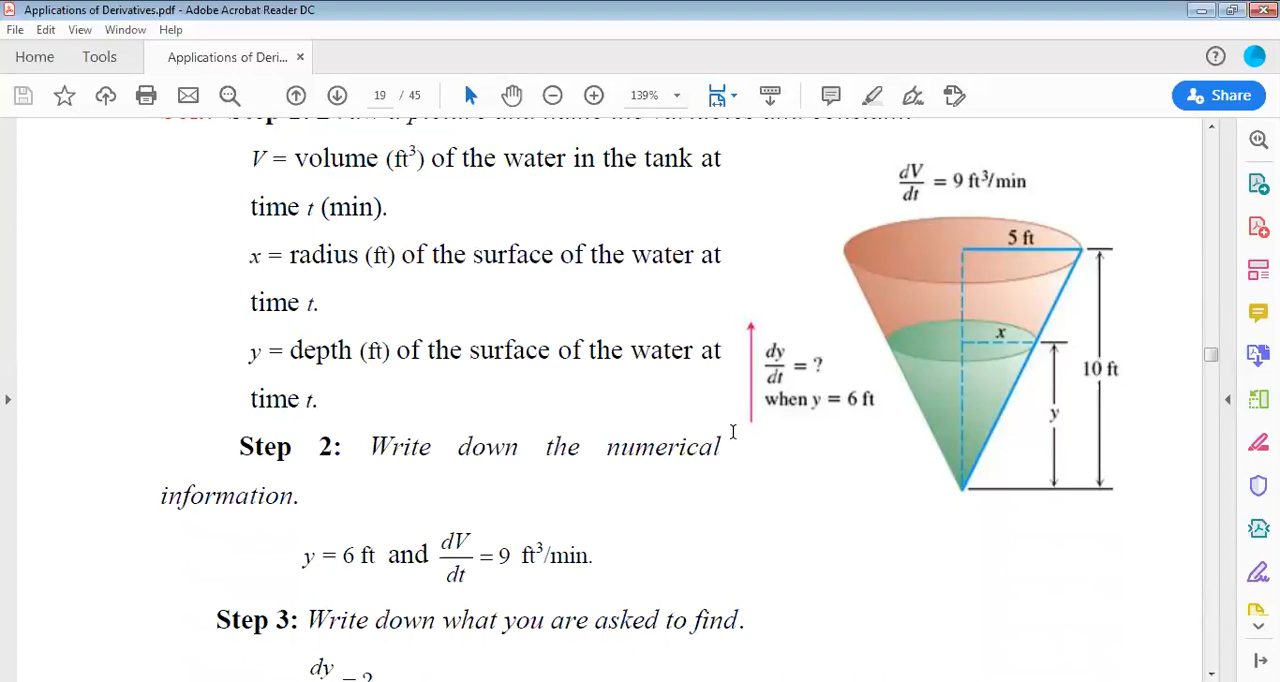 Applications of Derivatives.pdf - Adobe Acrobat Reader DC
File Edit View Window Help
Home Tools Applications of Deri... ×
19 / 45 139% Share
V = volume (ft³) of the water in the tank at
time t (min).
x = radius (ft) of the surface of the water at
time t.
y = depth (ft) of the surface of the water at
time t.
Step 2: Write down the numerical
information.
y = 6 ft and dV/dt = 9 ft³/min.
Step 3: Write down what you are asked to find.
dy
= ?
dV/dt = 9 ft³/min
5 ft
x
dy/dt = ?
when y = 6 ft
10 ft
y